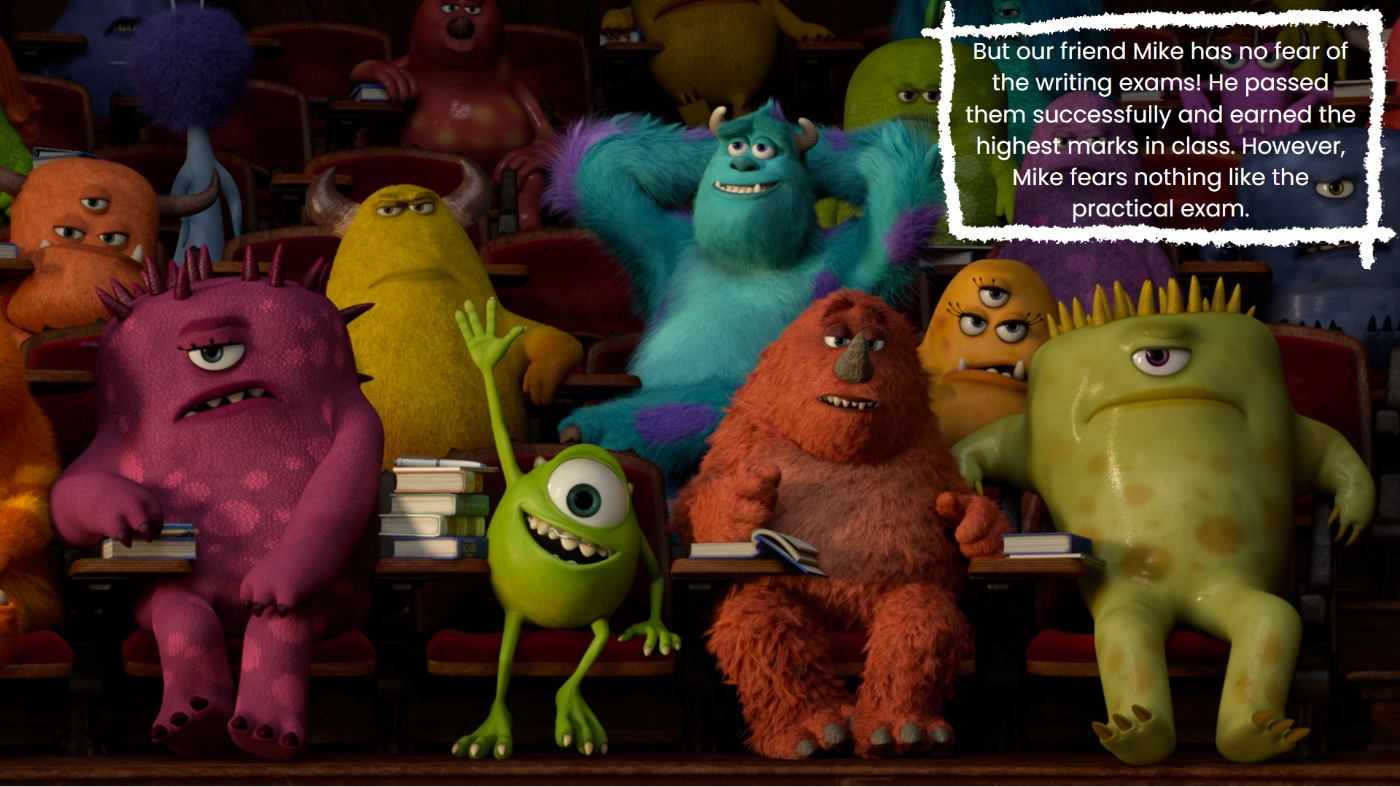 But our friend Mike has no fear of
the writing exams! He passed
them successfully and earned the
highest marks in class. However,
Mike fears nothing like the
practical exam.